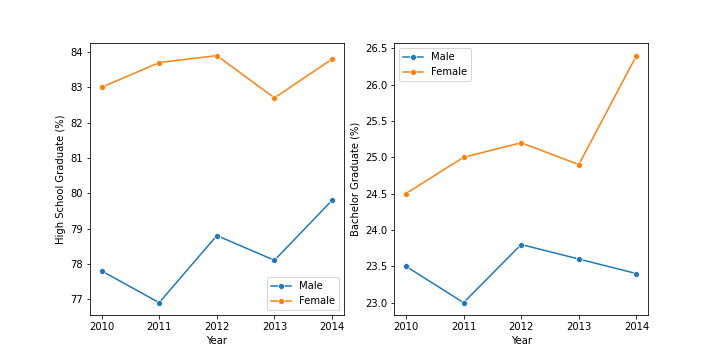 High School Graduate (%)
84
83
82
81
80
79
78
77
2010 2011 2012 2013 2014
Year
Male
Female
Bachelor Graduate (%)
26.5
26.0
25.5
25.0
24.5
24.0
23.5
23.0
2010 2011 2012 2013 2014
Year
Male
Female